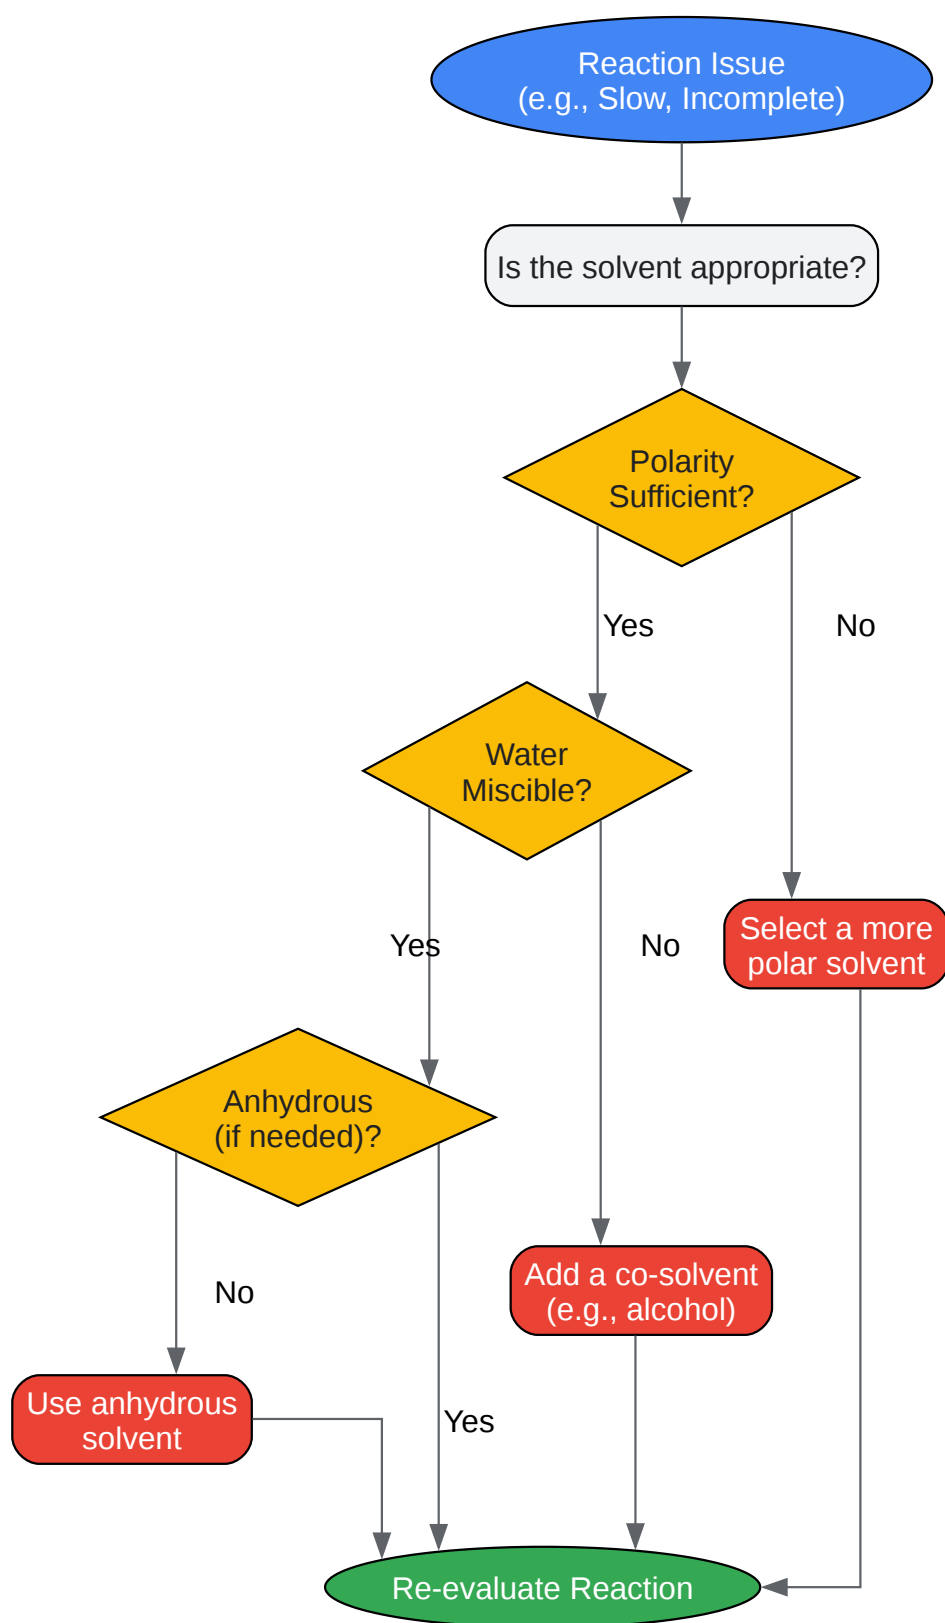 Reaction Issue
(e.g., Slow, Incomplete)
Is the solvent appropriate?
Polarity
Sufficient?
Yes
No
Water
Miscible?
Select a more
polar solvent
Yes
No
Anhydrous
(if needed)?
Add a co-solvent
(e.g., alcohol)
No
Use anhydrous
solvent
Yes
Re-evaluate Reaction